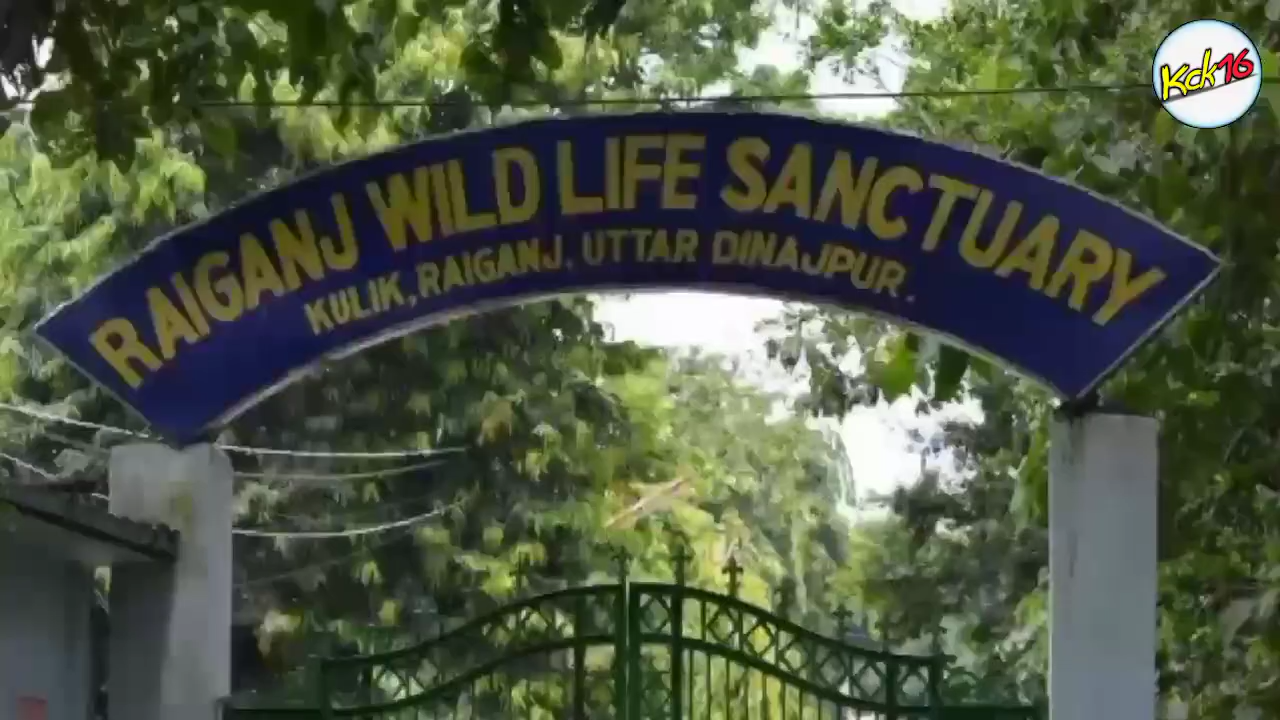 Kck16
RAIGANJ WILD LIFE SANCTUARY
KULIK, RAIGANJ, UTTAR DINAJPUR.